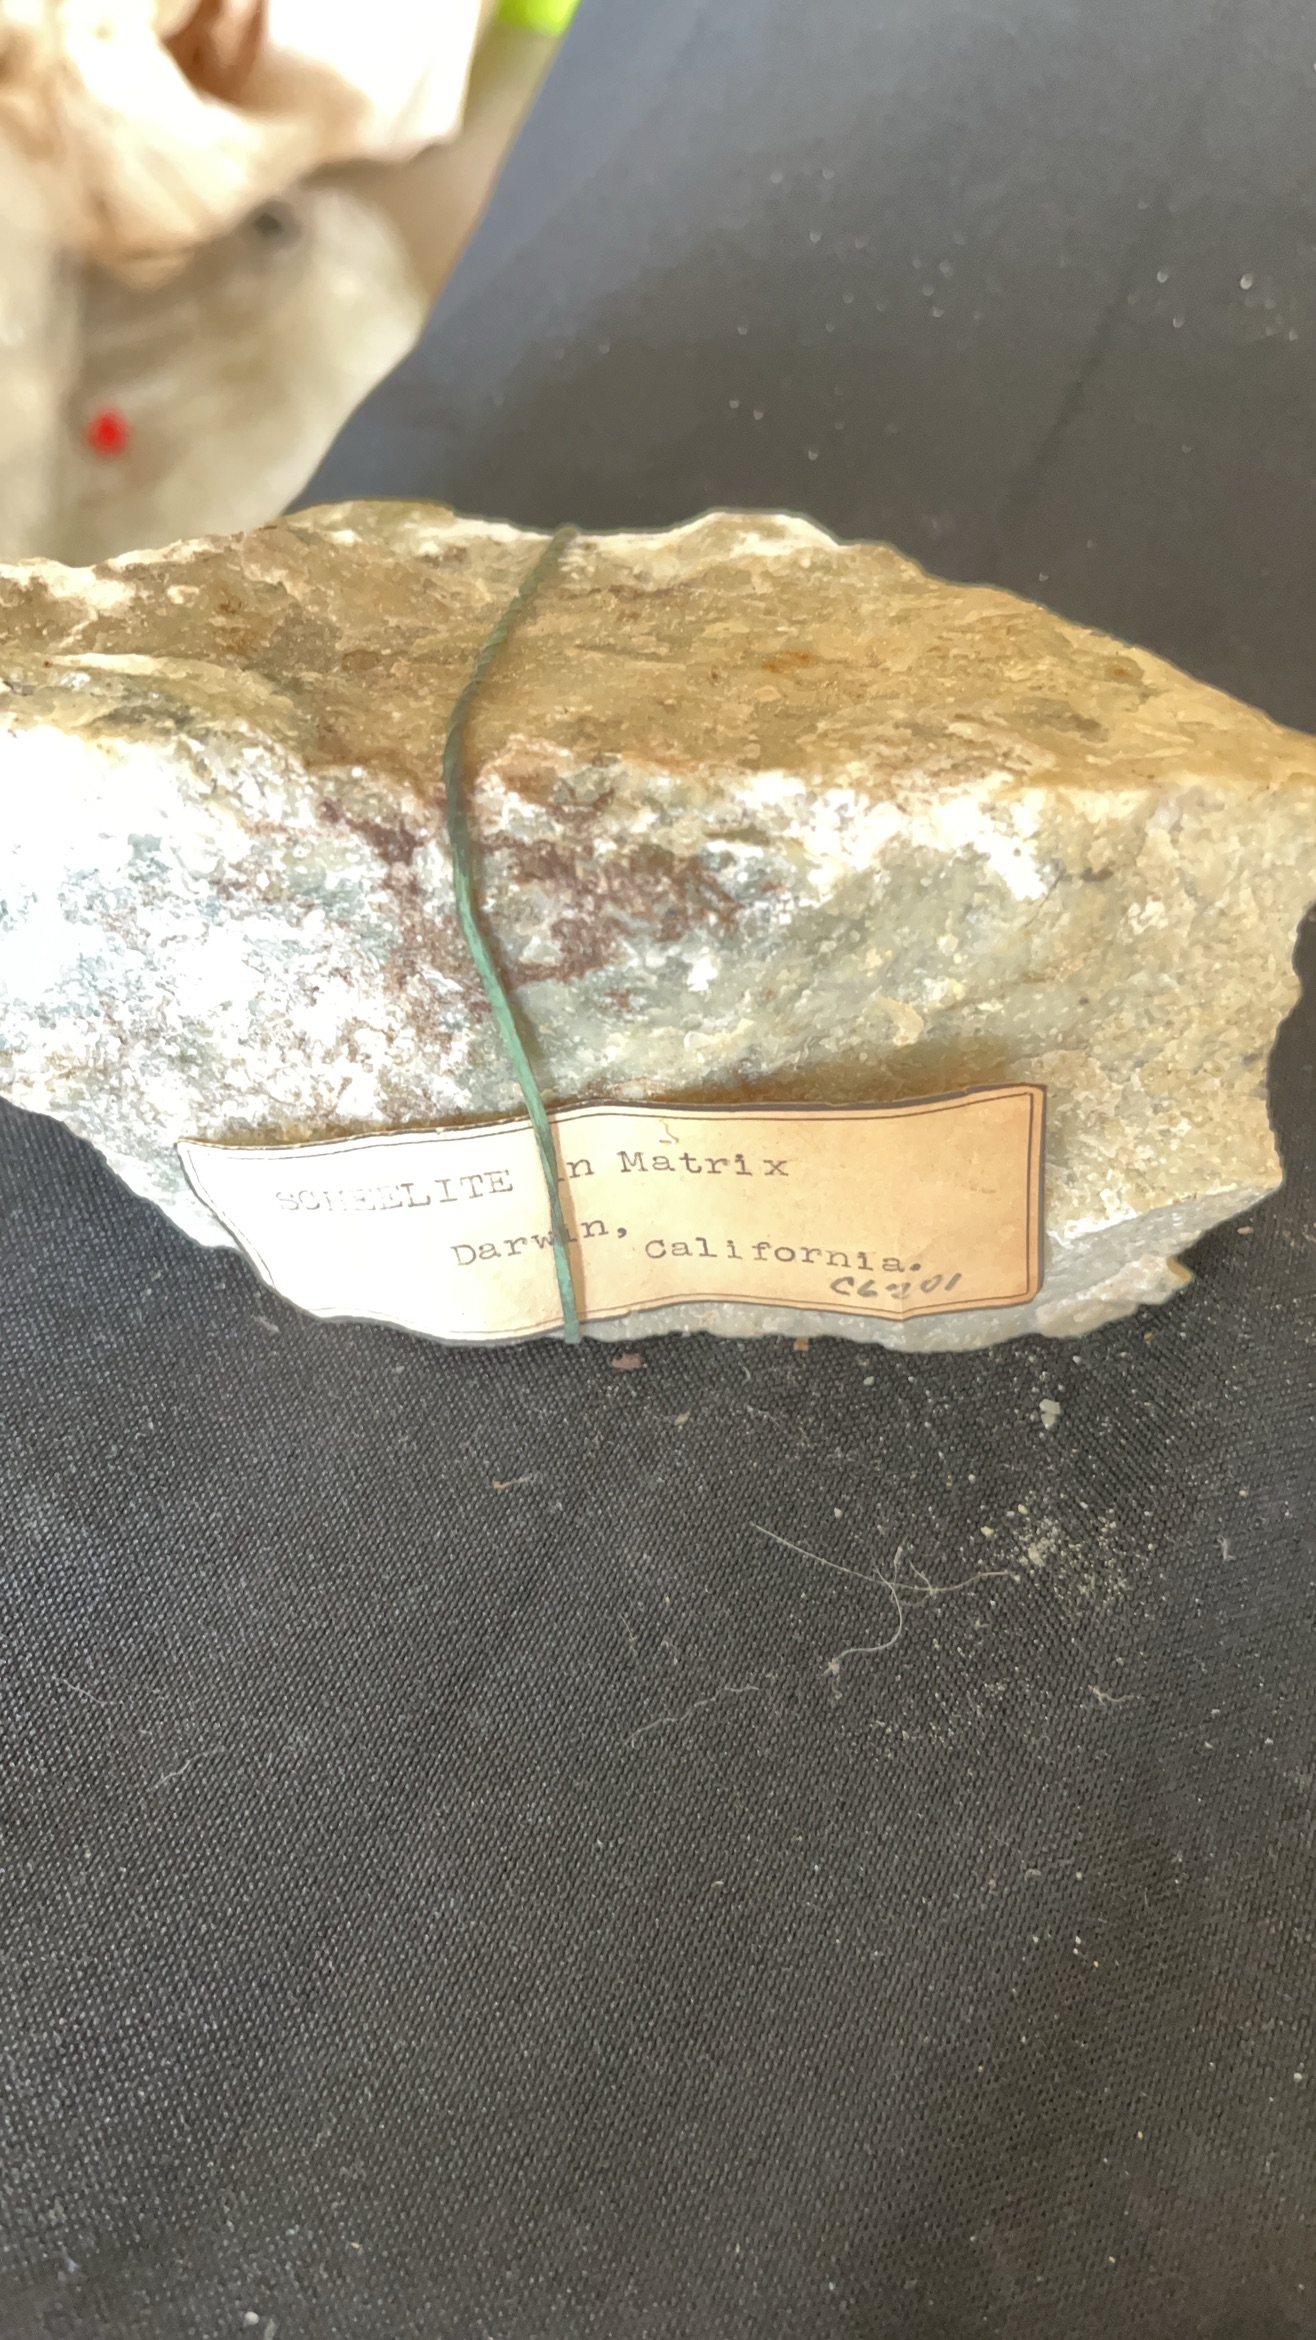 SCHEELITE in Matrix
Darwin, California.
C6201